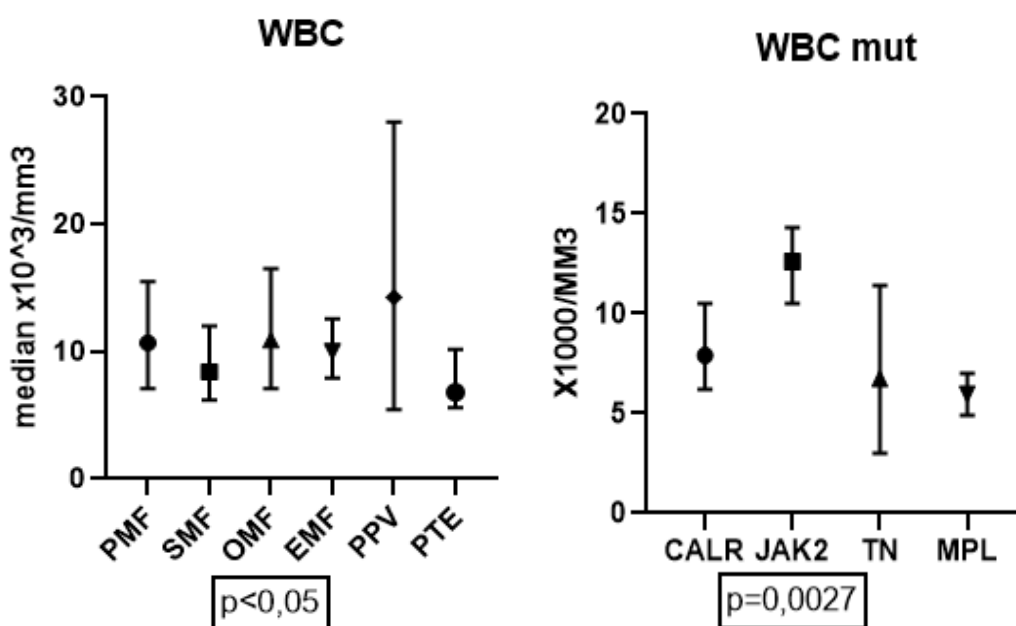 WBC
median x10^3/mm3
30
20
10
0
PMF
SMF
OMF
EMF
PPV
PTE
p<0,05
WBC mut
X1000/MM3
20
15
10
5
0
CALR
JAK2
TN
MPL
p=0,0027